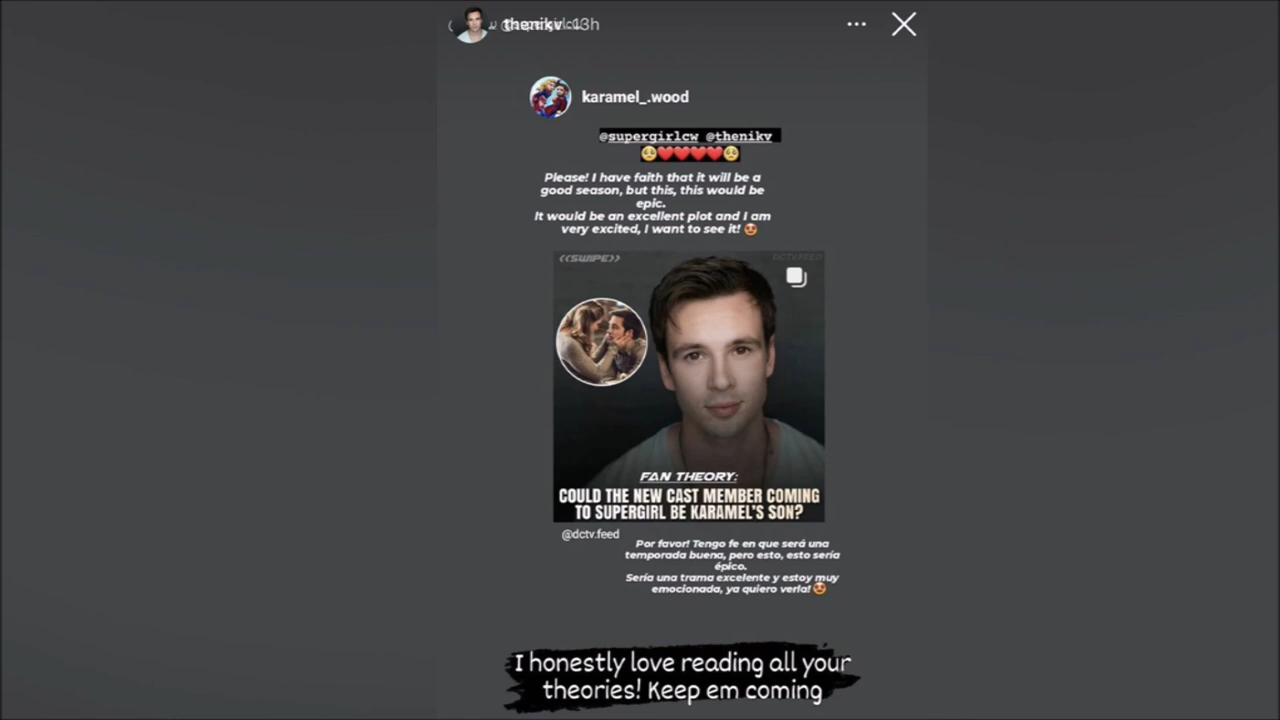 thenikv 13h
karamel_.wood
@supergirlcw @thenikv
🥺❤️❤️❤️❤️🥺
Please! I have faith that it will be a
good season, but this, this would be
epic.
It would be an excellent plot and I am
very excited, I want to see it! 😍
<<SWIPE>>
DCTV.FEED
FAN THEORY:
COULD THE NEW CAST MEMBER COMING
TO SUPERGIRL BE KARAMEL'S SON?
@dctv.feed
Por favor! Tengo fe en que será una
temporada buena, pero esto, esto sería
épico.
Sería una trama excelente y estoy muy
emocionada, ya quiero verla! 😍
I honestly love reading all your
theories! Keep em coming